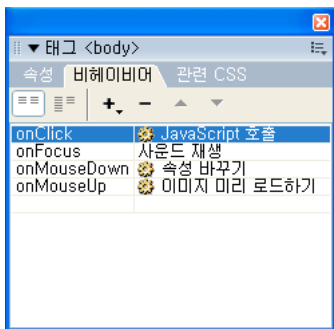 ▼ 태그 <body>
속성 비헤이비어 관련 CSS
onClick JavaScript 호출
onFocus 사운드 재생
onMouseDown 속성 바꾸기
onMouseUp 이미지 미리 로드하기